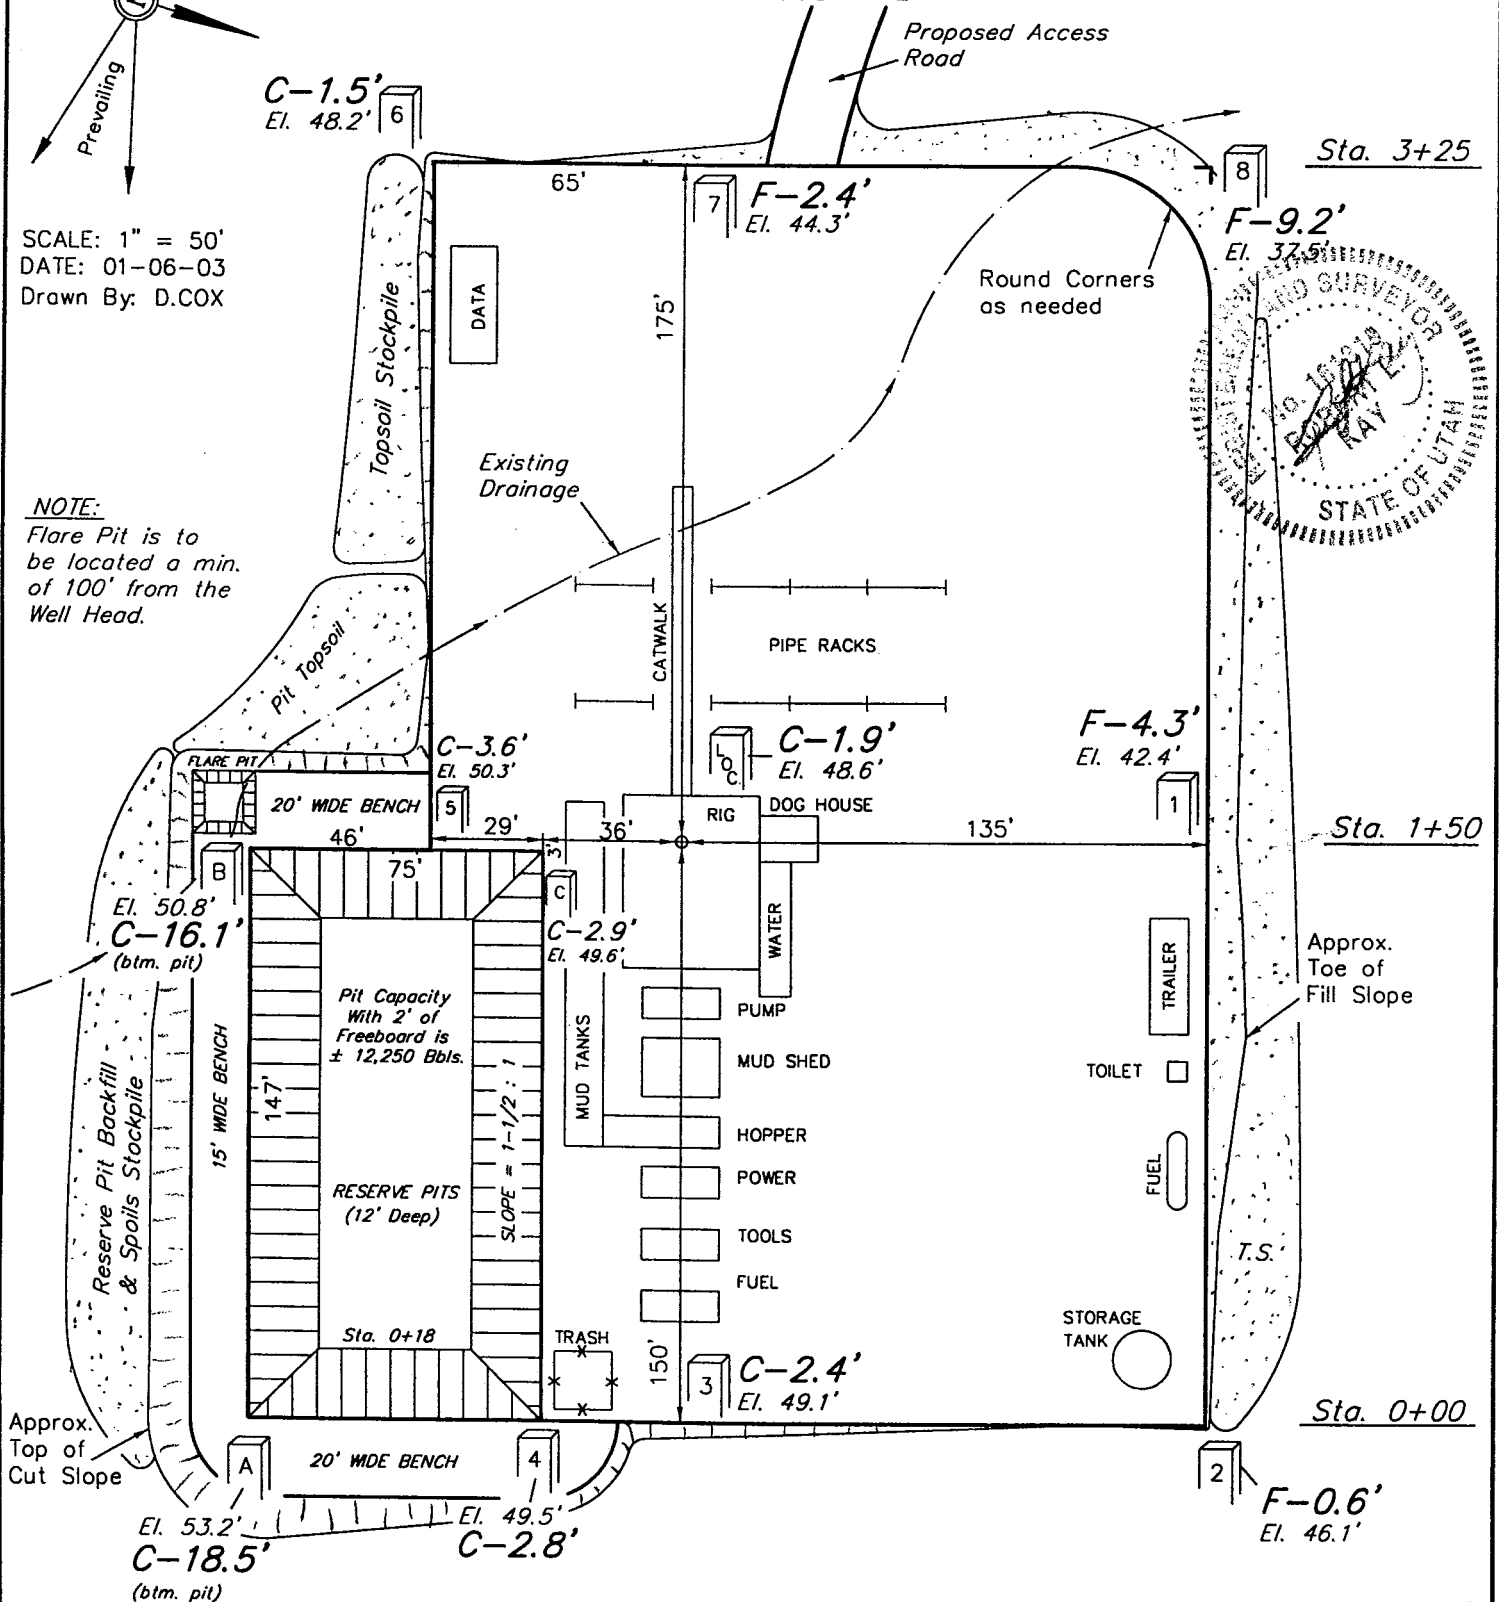 Proposed Access
Road
Prevailing
C-1.5'
El. 48.2'
6
Sta. 3+25
8
65'
7
F-2.4'
El. 44.3'
F-9.2'
El. 37.5'
SCALE: 1" = 50'
DATE: 01-06-03
Drawn By: D.COX
DATA
175'
Round Corners
as needed
LAND SURVEYOR
KAY
STATE OF UTAH
Topsoil Stockpile
Existing
Drainage
NOTE:
Flare Pit is to
be located a min.
of 100' from the
Well Head.
CATWALK
PIPE RACKS
Pit Topsoil
C-3.6'
El. 50.3'
LOC.
C-1.9'
El. 48.6'
F-4.3'
El. 42.4'
FLARE PIT
20' WIDE BENCH
5
RIG
DOG HOUSE
1
46'
29'
36'
135'
Sta. 1+50
75'
3'
B
C
El. 50.8'
C-16.1'
(btm. pit)
C-2.9'
El. 49.6'
WATER
TRAILER
Approx.
Toe of
Fill Slope
Pit Capacity
With 2' of
Freeboard is
± 12,250 Bbls.
PUMP
MUD TANKS
MUD SHED
TOILET
15' WIDE BENCH
147'
SLOPE = 1-1/2 : 1
Reserve Pit Backfill
& Spoils Stockpile
HOPPER
POWER
FUEL
RESERVE PITS
(12' Deep)
TOOLS
T.S.
FUEL
Sta. 0+18
TRASH
STORAGE
TANK
150'
3
C-2.4'
El. 49.1'
Sta. 0+00
Approx.
Top of
Cut Slope
A
20' WIDE BENCH
4
2
F-0.6'
El. 46.1'
El. 53.2'
C-18.5'
(btm. pit)
El. 49.5'
C-2.8'